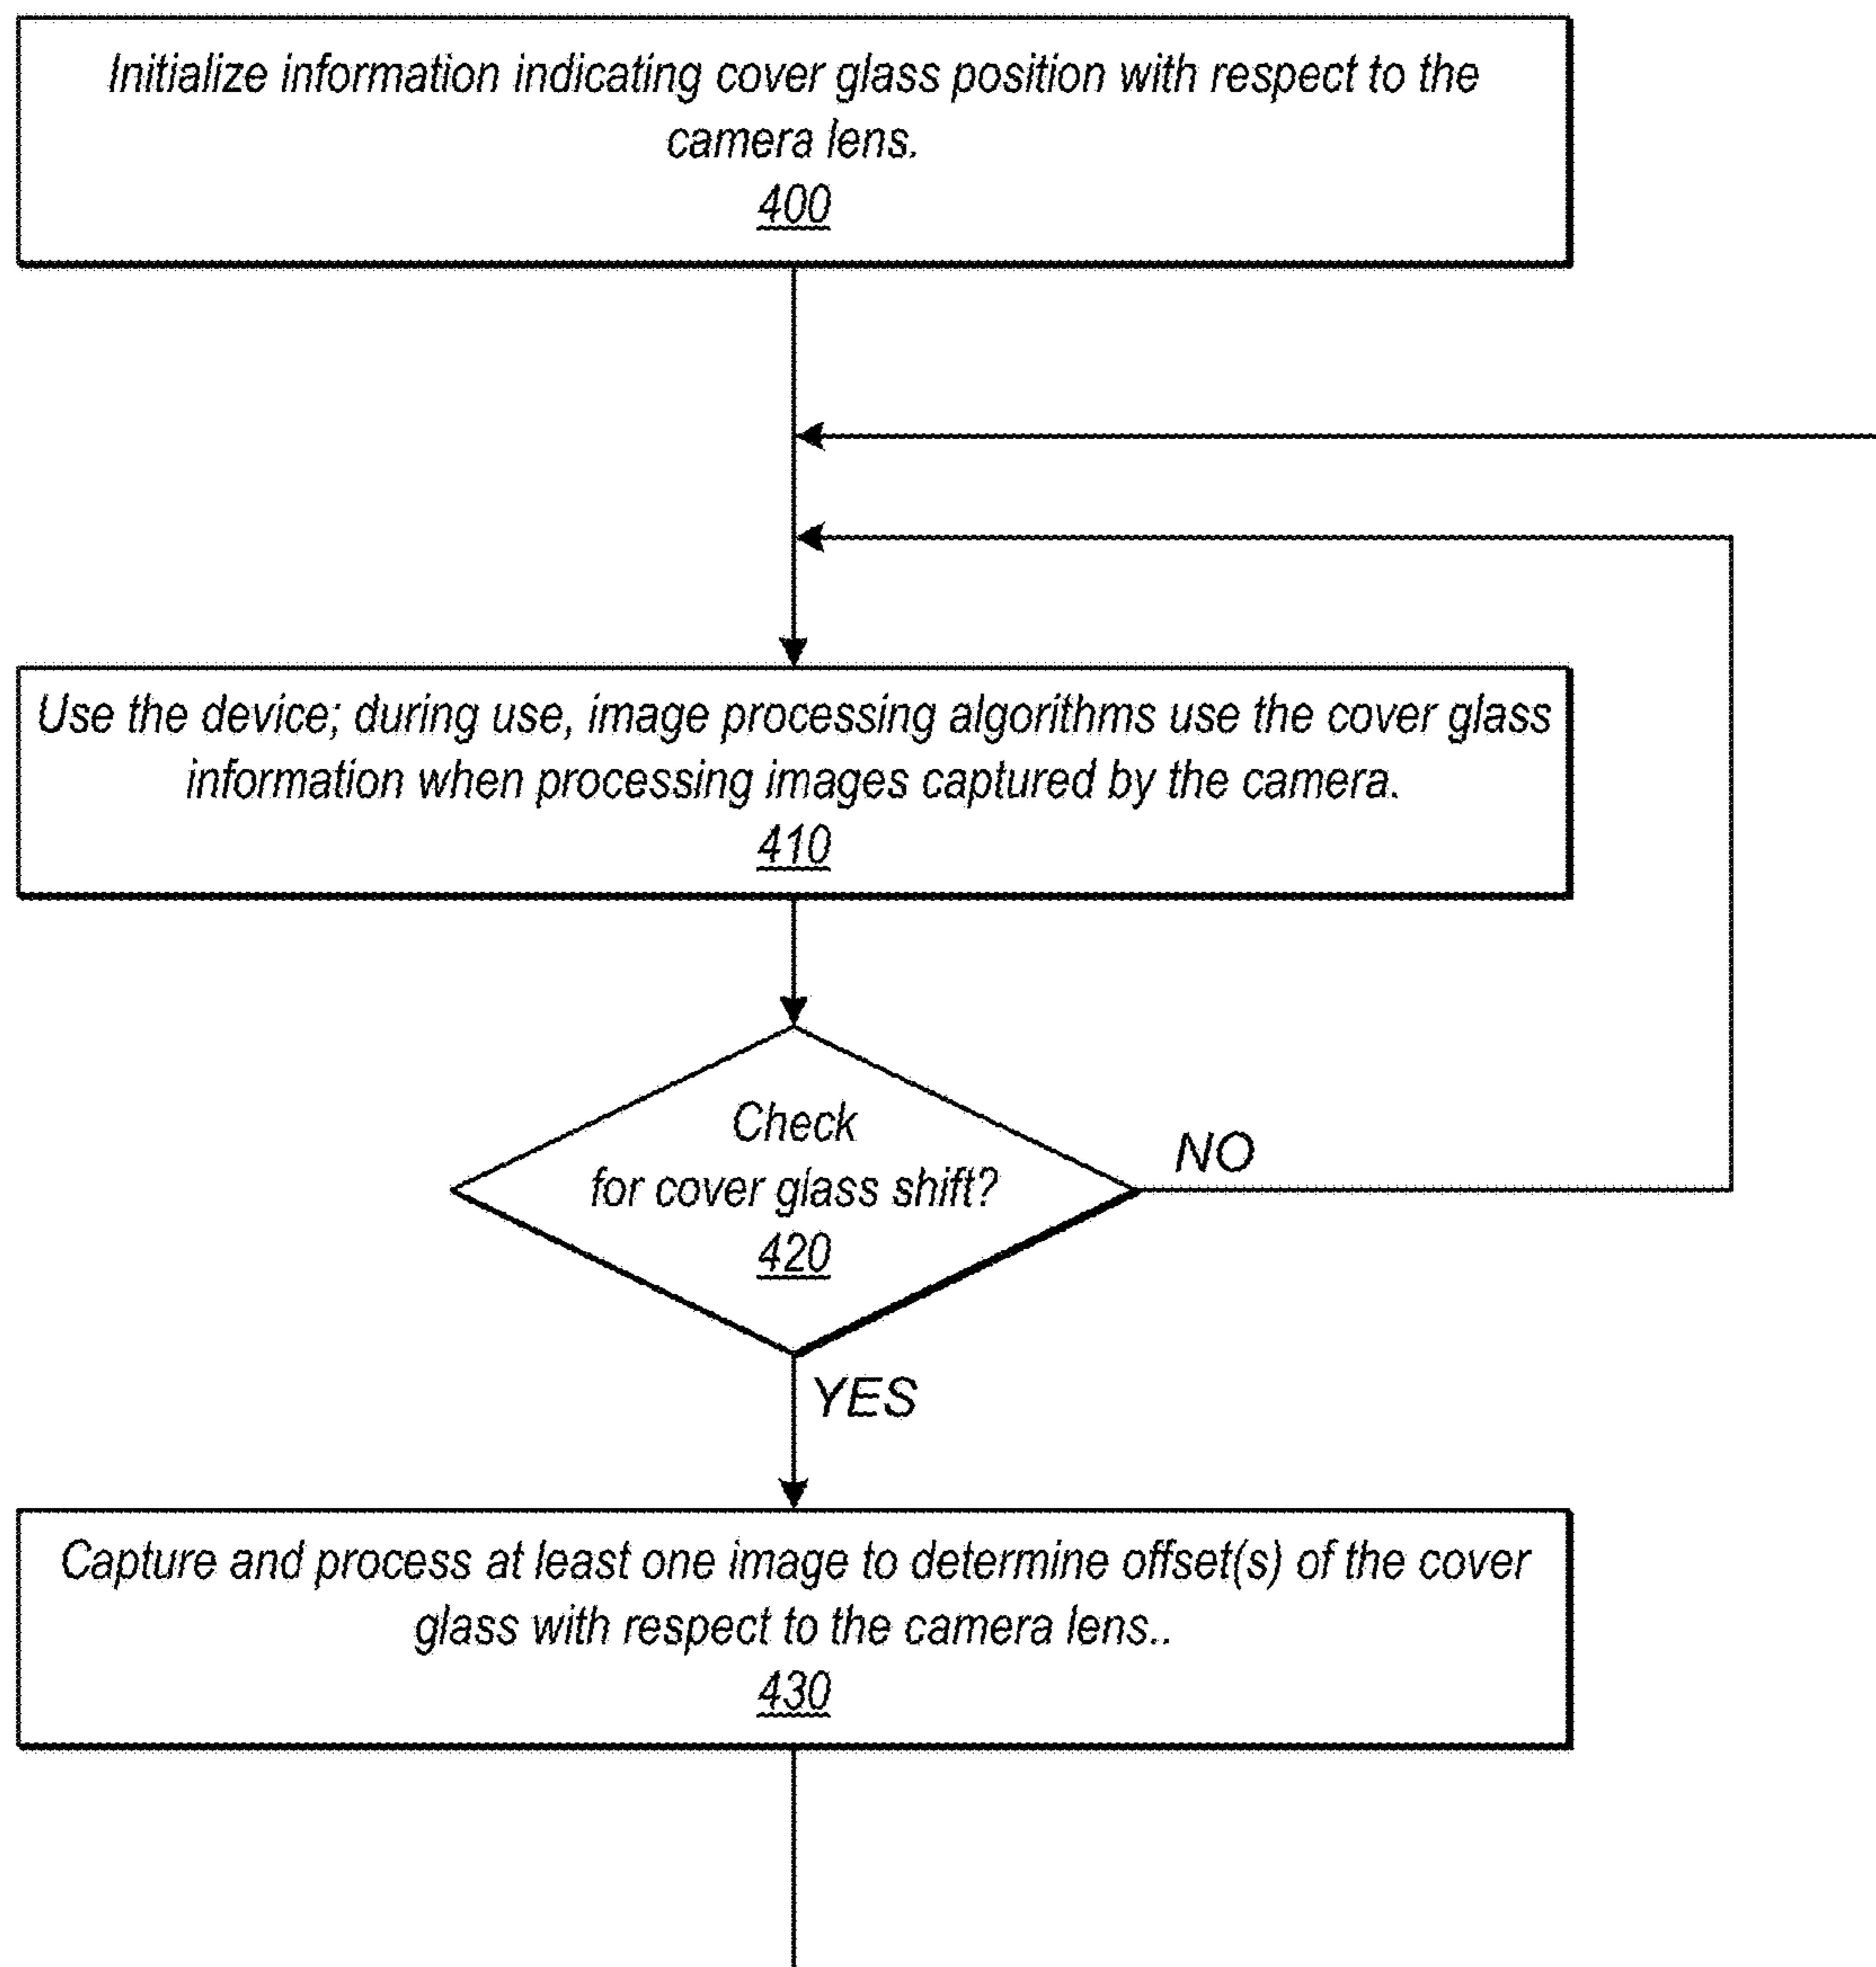 Initialize information indicating cover glass position with respect to the
camera lens.
400
Use the device; during use, image processing algorithms use the cover glass
information when processing images captured by the camera.
410
Check
for cover glass shift?
420
NO
YES
Capture and process at least one image to determine offset(s) of the cover
glass with respect to the camera lens..
430